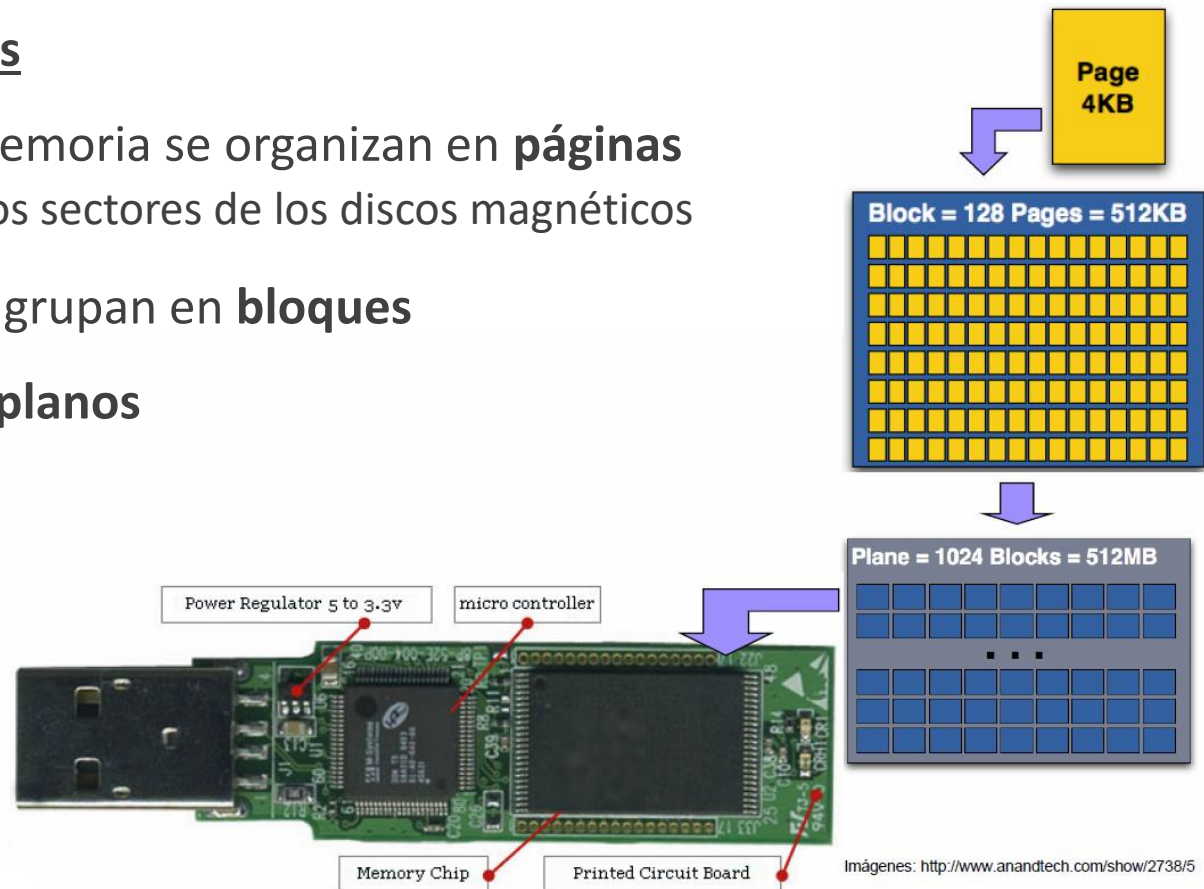 s
emoria se organizan en páginas
os sectores de los discos magnéticos
grupan en bloques
planos
Page
4KB
Block = 128 Pages = 512KB
Plane = 1024 Blocks = 512MB
. . .
Power Regulator 5 to 3.3v
micro controller
Memory Chip
Printed Circuit Board
Imágenes: http://www.anandtech.com/show/2738/5